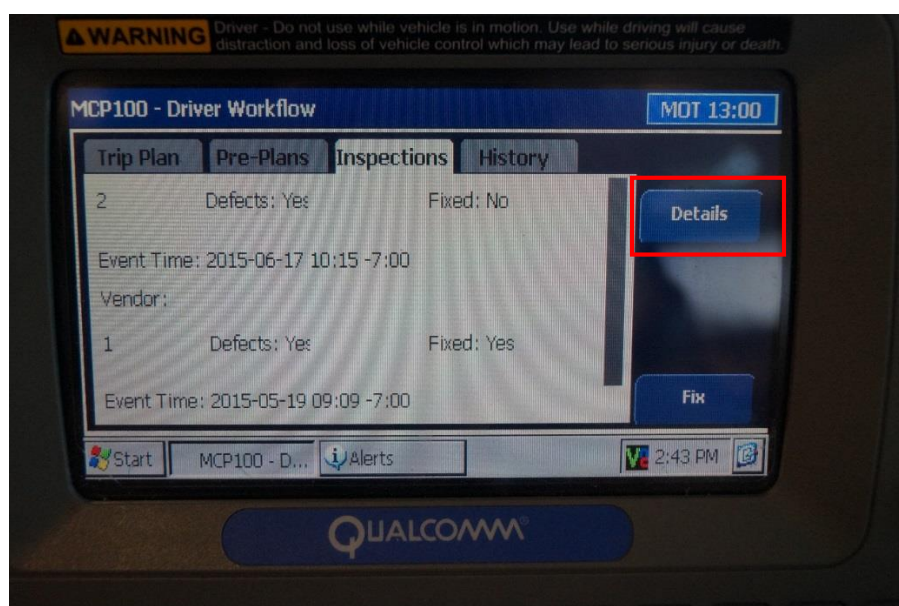 WARNING Driver - Do not use while vehicle is in motion. Use while driving will cause
distraction and loss of vehicle control which may lead to serious injury or death.
MCP100 - Driver Workflow MOT 13:00
Trip Plan Pre-Plans Inspections History
2 Defects: Yes Fixed: No
Details
Event Time: 2015-06-17 10:15 -7:00
Vendor:
1 Defects: Yes Fixed: Yes
Event Time: 2015-05-19 09:09 -7:00
Fix
Start MCP100 - D... Alerts 2:43 PM
QUALCOMM®